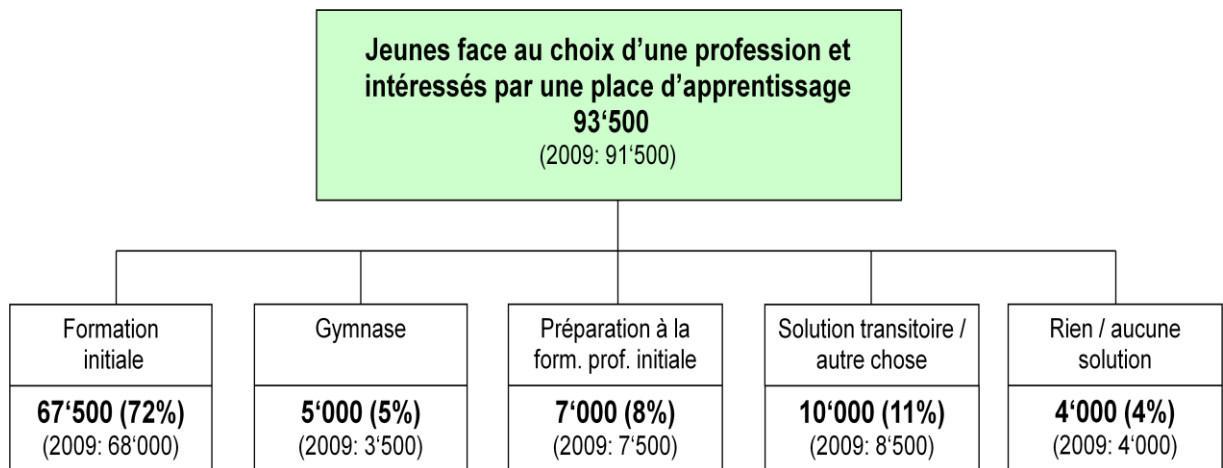 Jeunes face au choix d’une profession et
intéressés par une place d’apprentissage
93‘500
(2009: 91‘500)
Formation
initiale
67‘500 (72%)
(2009: 68‘000)
Gymnase
5‘000 (5%)
(2009: 3‘500)
Préparation à la
form. prof. initiale
7‘000 (8%)
(2009: 7‘500)
Solution transitoire /
autre chose
10‘000 (11%)
(2009: 8‘500)
Rien / aucune
solution
4‘000 (4%)
(2009: 4‘000)